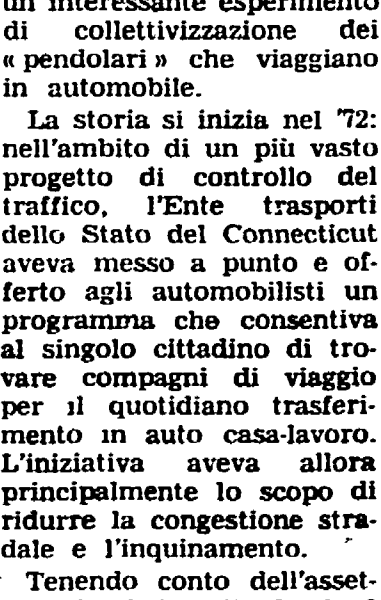 un interessante esperimento
di collettivizzazione dei
« pendolari » che viaggiano
in automobile.
La storia si inizia nel '72:
nell'ambito di un più vasto
progetto di controllo del
traffico, l'Ente trasporti
dello Stato del Connecticut
aveva messo a punto e of-
ferto agli automobilisti un
programma che consentiva
al singolo cittadino di tro-
vare compagni di viaggio
per il quotidiano trasferi-
mento in auto casa-lavoro.
L'iniziativa aveva allora
principalmente lo scopo di
ridurre la congestione stra-
dale e l'inquinamento.
Tenendo conto dell'asset-